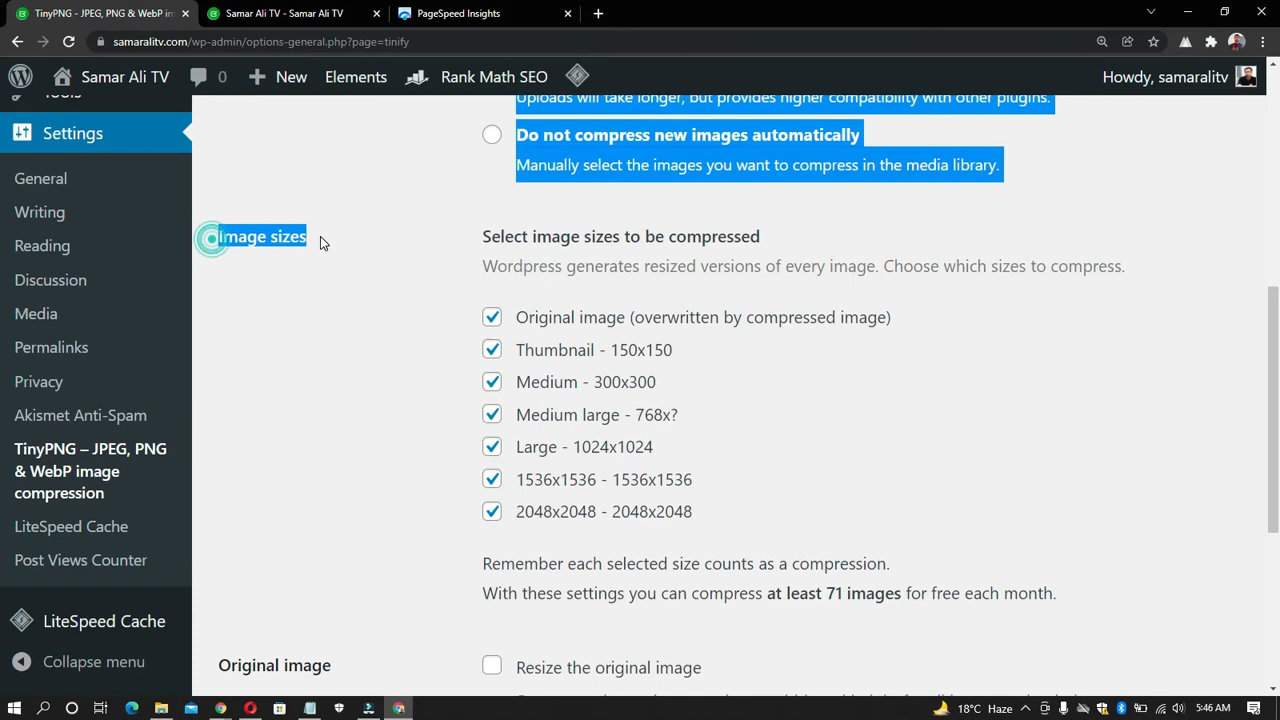 TinyPNG - JPEG, PNG & WebP in
Samar Ali TV - Samar Ali TV
PageSpeed Insights
samaralitv.com/wp-admin/options-general.php?page=tinify
Samar Ali TV
0
New
Elements
Rank Math SEO
Howdy, samaralitv
Tools
Settings
General
Writing
Reading
Discussion
Media
Permalinks
Privacy
Akismet Anti-Spam
TinyPNG – JPEG, PNG
& WebP image
compression
LiteSpeed Cache
Post Views Counter
LiteSpeed Cache
Collapse menu
Uploads will take longer, but provides higher compatibility with other plugins.
Do not compress new images automatically
Manually select the images you want to compress in the media library.
Image sizes
Select image sizes to be compressed
Wordpress generates resized versions of every image. Choose which sizes to compress.
Original image (overwritten by compressed image)
Thumbnail - 150x150
Medium - 300x300
Medium large - 768x?
Large - 1024x1024
1536x1536 - 1536x1536
2048x2048 - 2048x2048
Remember each selected size counts as a compression.
With these settings you can compress at least 71 images for free each month.
Original image
Resize the original image
18°C Haze
5:46 AM